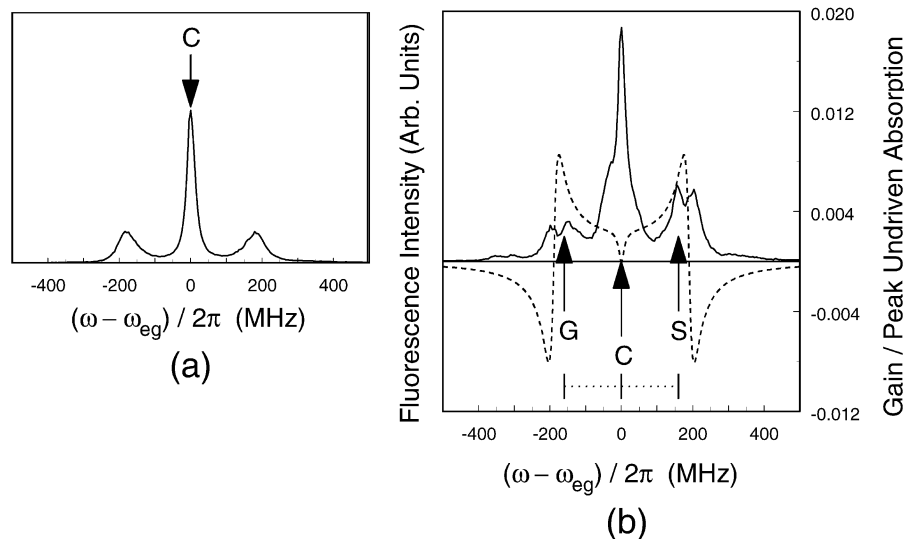 C
-400 -200 0 200 400
(ω − ω_eg) / 2π (MHz)
(a)
Fluorescence Intensity (Arb. Units)
G
C
S
-400 -200 0 200 400
0.020
0.012
0.004
-0.004
-0.012
Gain / Peak Undriven Absorption
(ω − ω_eg) / 2π (MHz)
(b)